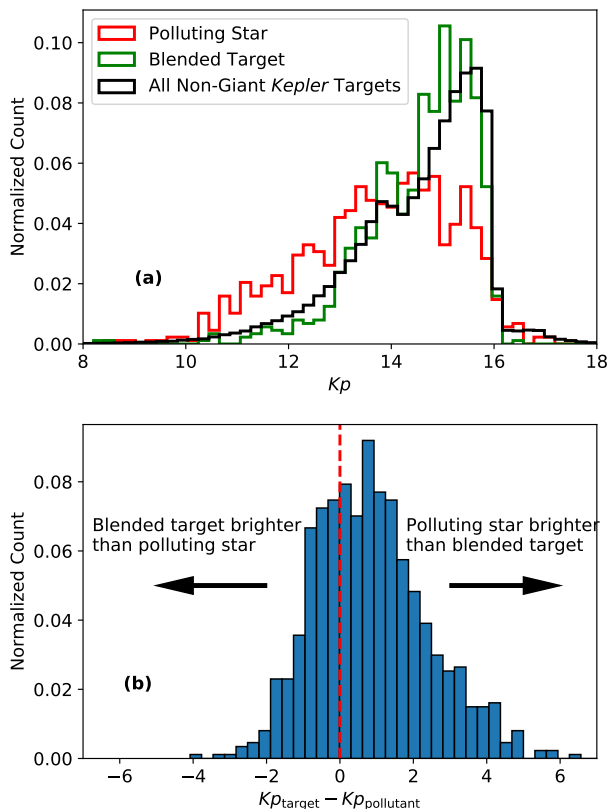 Polluting Star
Blended Target
All Non-Giant Kepler Targets
0.10
0.08
0.06
0.04
0.02
0.00
Normalized Count
(a)
8 10 12 14 16 18
Kp
Blended target brighter
than polluting star
Polluting star brighter
than blended target
0.08
0.06
0.04
0.02
0.00
Normalized Count
(b)
−6 −4 −2 0 2 4 6
Kp_target − Kp_pollutant